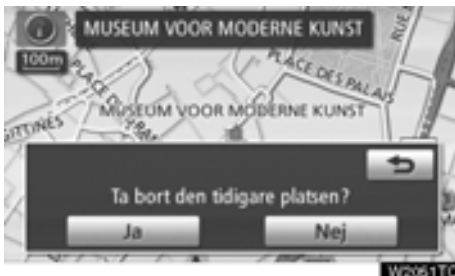 MUSEUM VOOR MODERNE KUNST
100m
PLACE DES PALAIS
MUSEUM VOOR MODERNE KUNST
Ta bort den tidigare platsen?
Ja
Nej